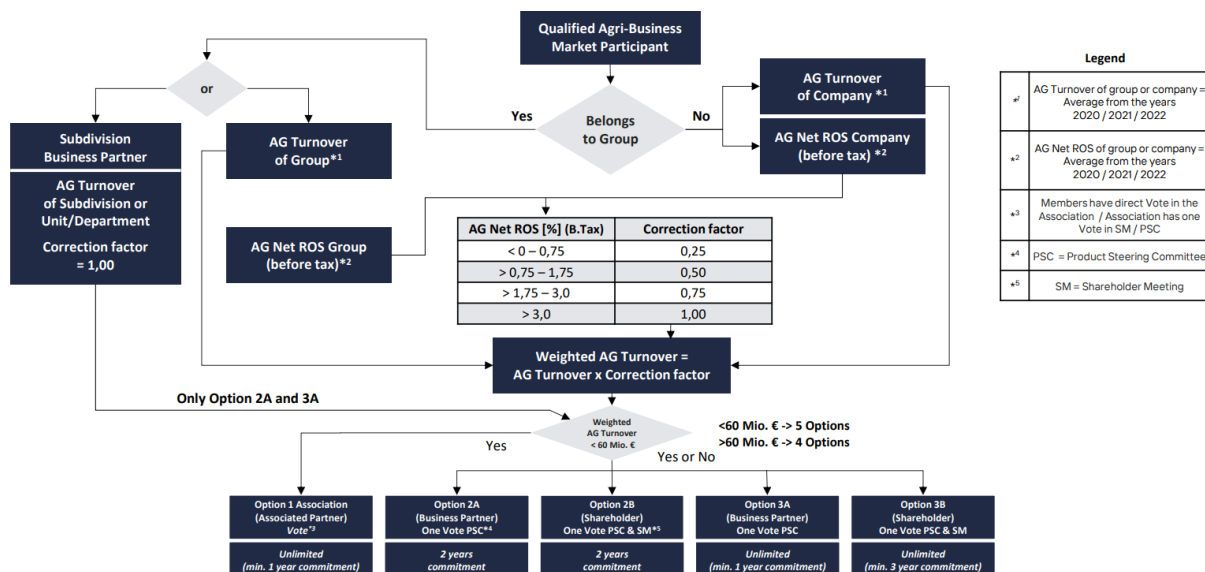 Qualified Agri-Business
Market Participant
or
Yes
Belongs
to Group
No
AG Turnover
of Company *1
AG Net ROS Company
(before tax) *2
Subdivision
Business Partner
AG Turnover
of Subdivision or
Unit/Department
Correction factor
= 1,00
AG Turnover
of Group*1
AG Net ROS Group
(before tax)*2
AG Net ROS [%] (B.Tax) Correction factor
< 0 – 0,75 0,25
> 0,75 – 1,75 0,50
> 1,75 – 3,0 0,75
> 3,0 1,00
Legend
*1 AG Turnover of group or company =
Average from the years
2020 / 2021 / 2022
*2 AG Net ROS of group or company =
Average from the years
2020 / 2021 / 2022
*3 Members have direct Vote in the
Association / Association has one
Vote in SM / PSC
*4 PSC = Product Steering Committee
*5 SM = Shareholder Meeting
Weighted AG Turnover =
AG Turnover x Correction factor
Only Option 2A and 3A
Weighted
AG Turnover
< 60 Mio. €
<60 Mio. € -> 5 Options
>60 Mio. € -> 4 Options
Yes
Yes or No
Option 1 Association
(Associated Partner)
Vote*3
Unlimited
(min. 1 year commitment)
Option 2A
(Business Partner)
One Vote PSC*4
2 years
commitment
Option 2B
(Shareholder)
One Vote PSC & SM*5
2 years
commitment
Option 3A
(Business Partner)
One Vote PSC
Unlimited
(min. 1 year commitment)
Option 3B
(Shareholder)
One Vote PSC & SM
Unlimited
(min. 3 year commitment)